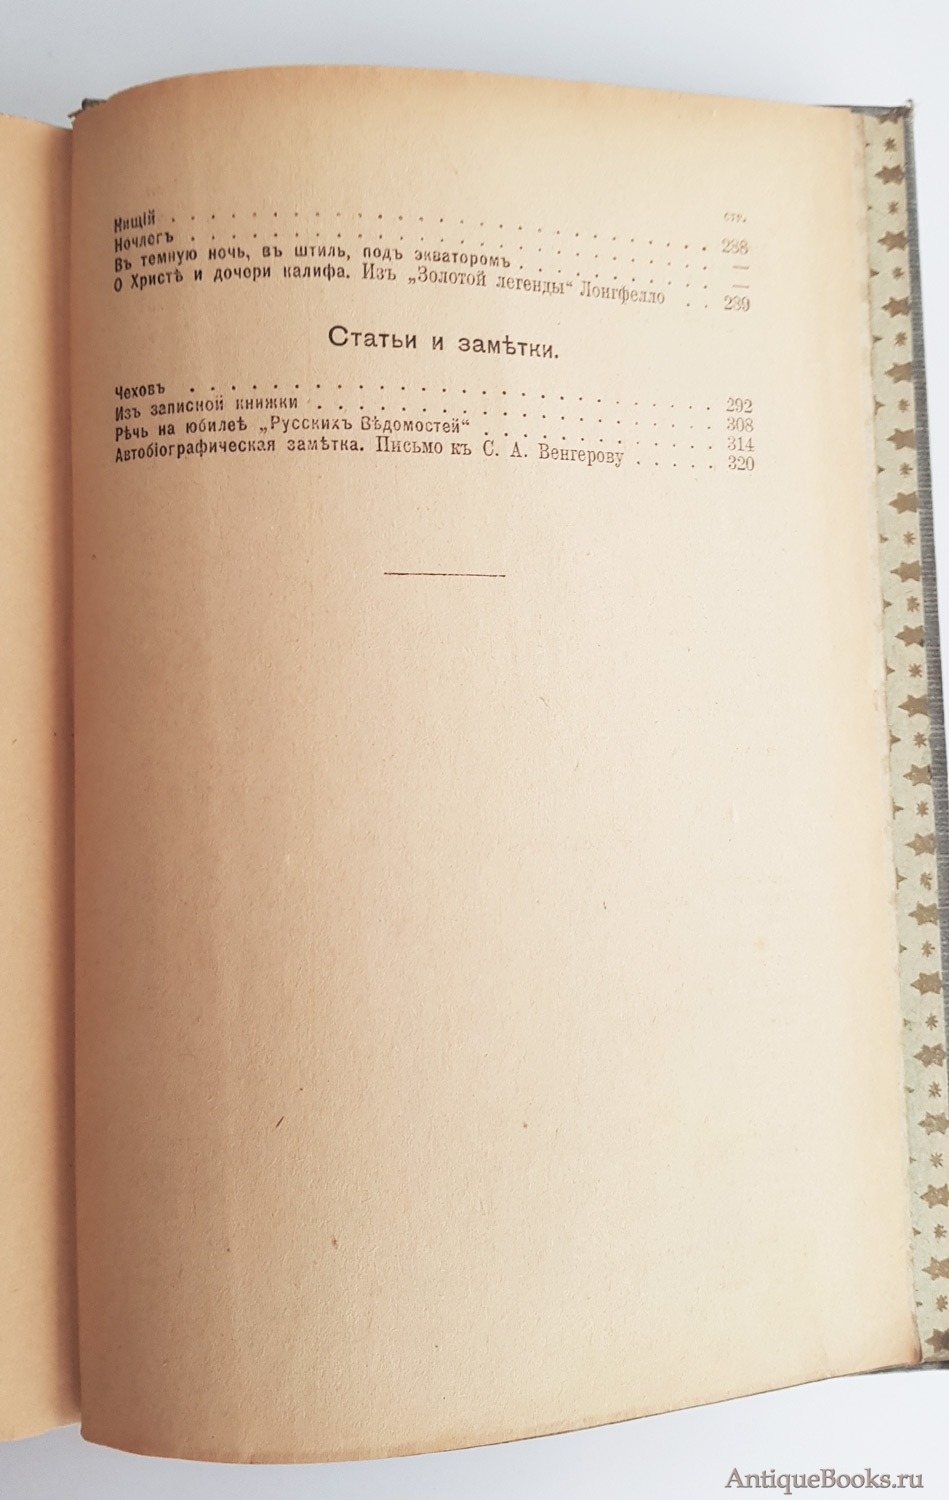 стр.
Нищій . . . . . . . . . . . . . . . . . . . . . . . 288
Ночлегъ . . . . . . . . . . . . . . . . . . . . . . —
Въ темную ночь, въ штиль, подъ экваторомъ . . . . . . . . . —
О Христѣ и дочери калифа. Изъ „Золотой легенды“ Лонгфелло . . 289
Статьи и замѣтки.
Чеховъ . . . . . . . . . . . . . . . . . . . . . . 292
Изъ записной книжки . . . . . . . . . . . . . . . . . 308
Рѣчь на юбилеѣ „Русскихъ Вѣдомостей“ . . . . . . . . . . 314
Автобіографическая замѣтка. Письмо къ С. А. Венгерову . . . . . 320
AntiqueBooks.ru